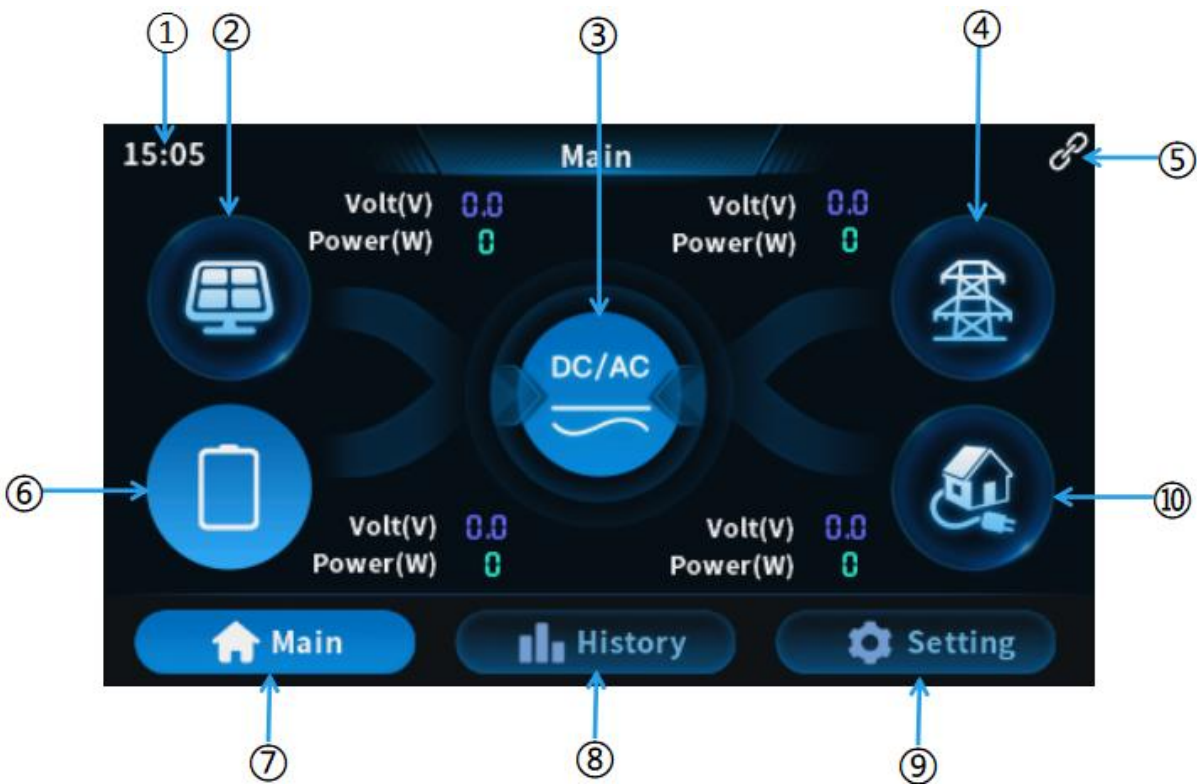 ① ② ③ ④
15:05 Main ⑤
Volt(V) 0.0 Volt(V) 0.0
Power(W) 0 Power(W) 0
DC/AC
⑥ ⑩
Volt(V) 0.0 Volt(V) 0.0
Power(W) 0 Power(W) 0
Main History Setting
⑦ ⑧ ⑨